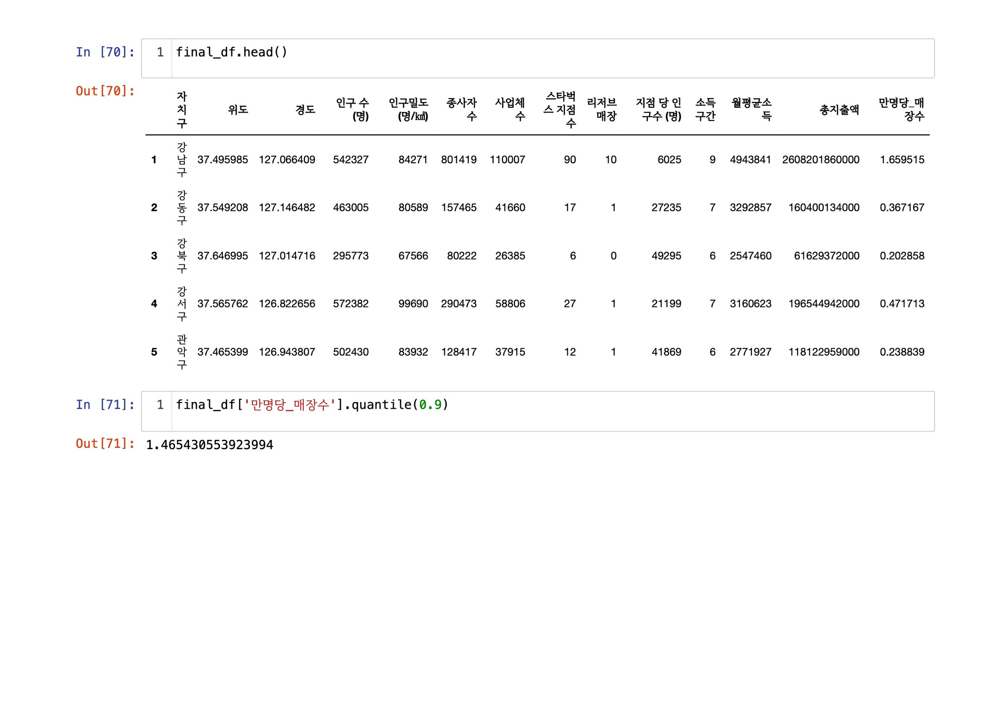 In [70]: 1 final_df.head()
Out[70]:
자치구 위도 경도 인구 수 (명) 인구밀도 (명/㎢) 종사자수 사업체수 스타벅스 지점수 리저브 매장 지점 당 인구수 (명) 소득구간 월평균소득 총지출액 만명당_매장수
1 강남구 37.495985 127.066409 542327 84271 801419 110007 90 10 6025 9 4943841 2608201860000 1.659515
2 강동구 37.549208 127.146482 463005 80589 157465 41660 17 1 27235 7 3292857 160400134000 0.367167
3 강북구 37.646995 127.014716 295773 67566 80222 26385 6 0 49295 6 2547460 61629372000 0.202858
4 강서구 37.565762 126.822656 572382 99690 290473 58806 27 1 21199 7 3160623 196544942000 0.471713
5 관악구 37.465399 126.943807 502430 83932 128417 37915 12 1 41869 6 2771927 118122959000 0.238839
In [71]: 1 final_df['만명당_매장수'].quantile(0.9)
Out[71]: 1.465430553923994